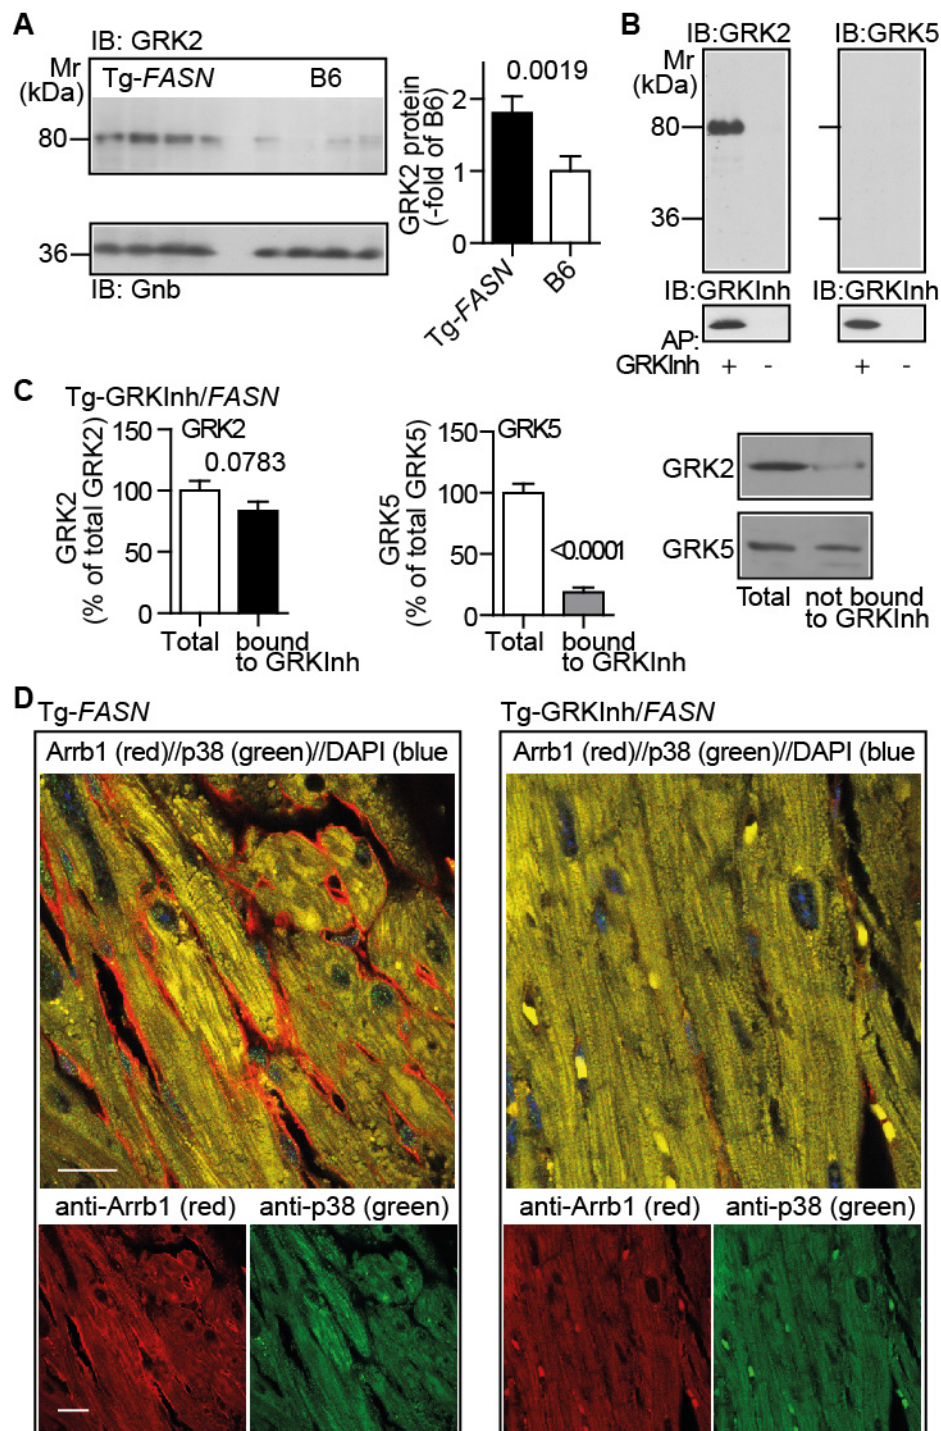 A
IB: GRK2
Mr
(kDa)
Tg-FASN B6
80
36
IB: Gnb
GRK2 protein
(-fold of B6)
2
1
0
0.0019
Tg-FASN
B6
B
IB:GRK2 IB:GRK5
Mr
(kDa)
80
36
IB:GRKInh IB:GRKInh
AP:
GRKInh + - + -
C
Tg-GRKInh/FASN
GRK2
(% of total GRK2)
150
100
50
0
GRK2
0.0783
Total bound
to GRKInh
GRK5
(% of total GRK5)
150
100
50
0
GRK5
<0.0001
Total bound
to GRKInh
GRK2
GRK5
Total not bound
to GRKInh
D
Tg-FASN
Arrb1 (red)//p38 (green)//DAPI (blue
anti-Arrb1 (red) anti-p38 (green)
Tg-GRKInh/FASN
Arrb1 (red)//p38 (green)//DAPI (blue
anti-Arrb1 (red) anti-p38 (green)